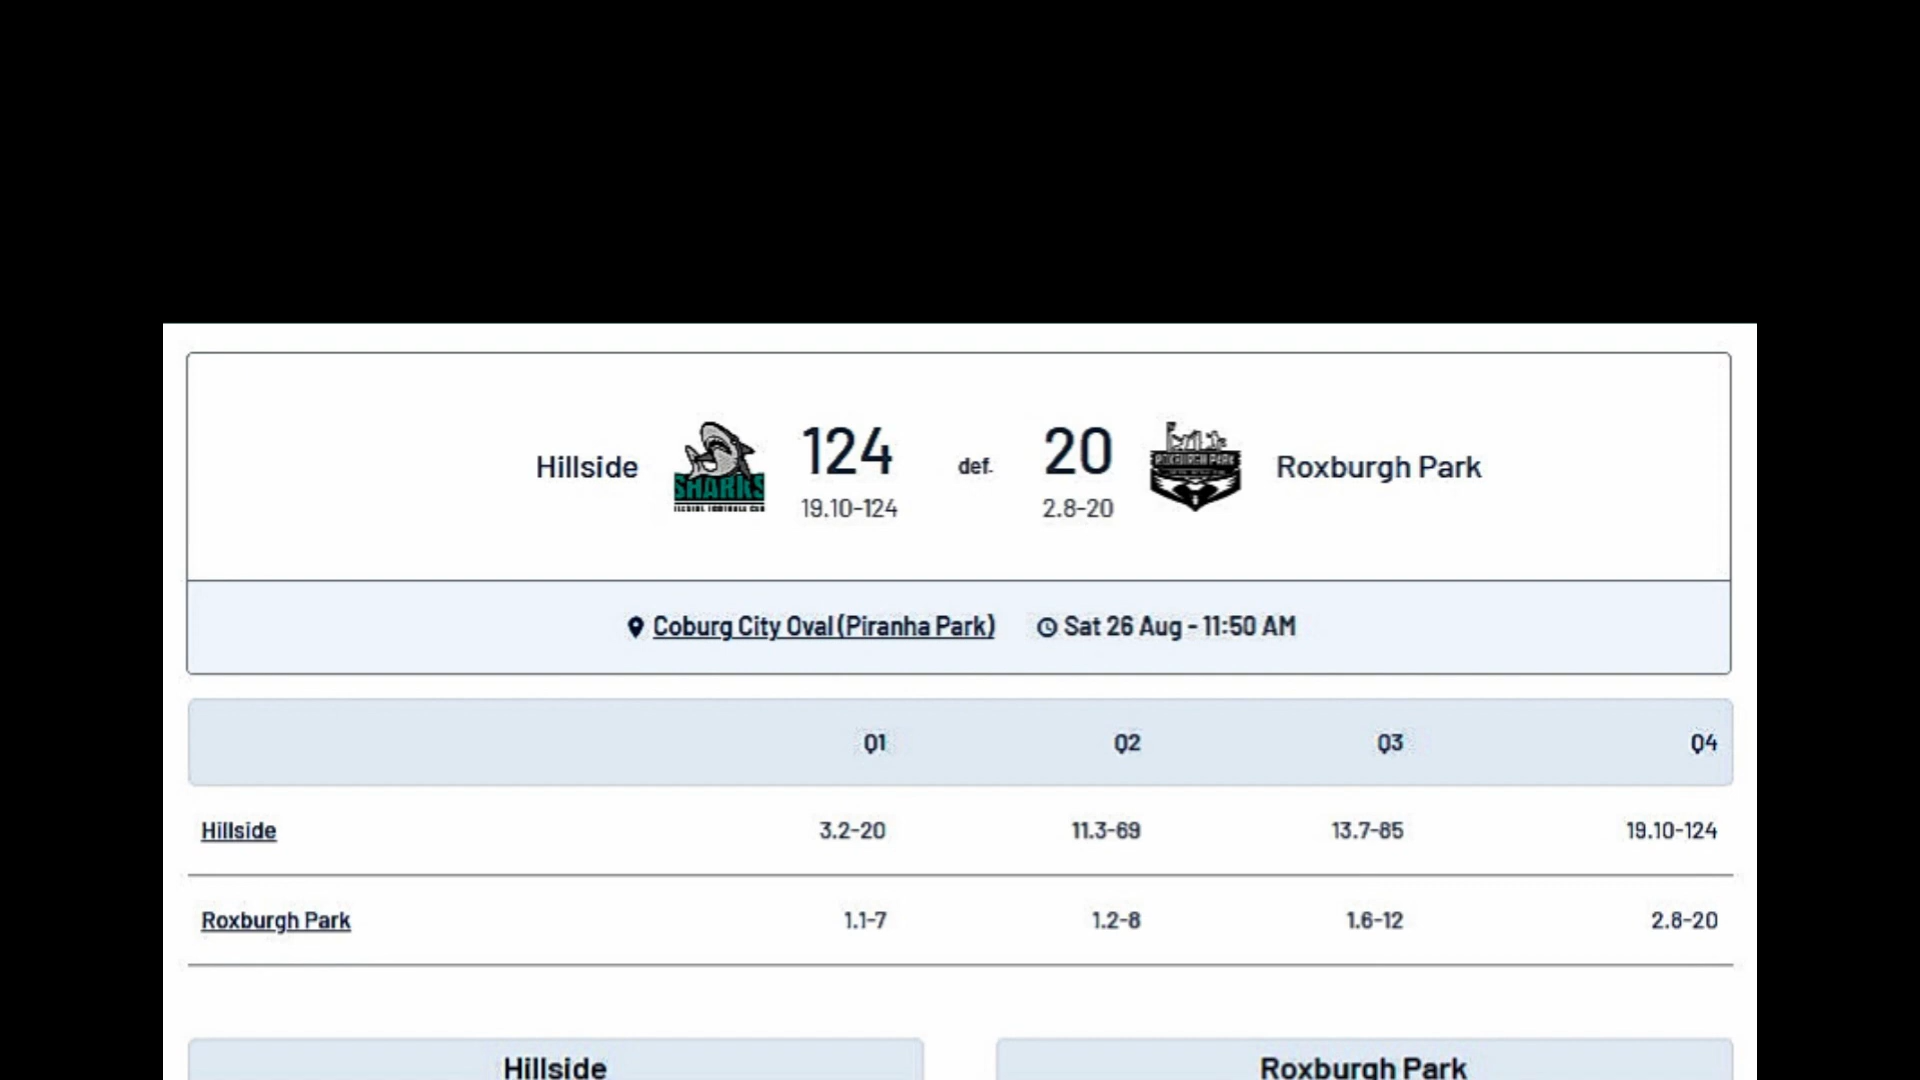 Hillside SHARKS 124 def. 20 Roxburgh Park
19.10-124 2.8-20
Coburg City Oval (Piranha Park) Sat 26 Aug - 11:50 AM
Q1 Q2 Q3 Q4
Hillside 3.2-20 11.3-69 13.7-85 19.10-124
Roxburgh Park 1.1-7 1.2-8 1.6-12 2.8-20
Hillside Roxburgh Park